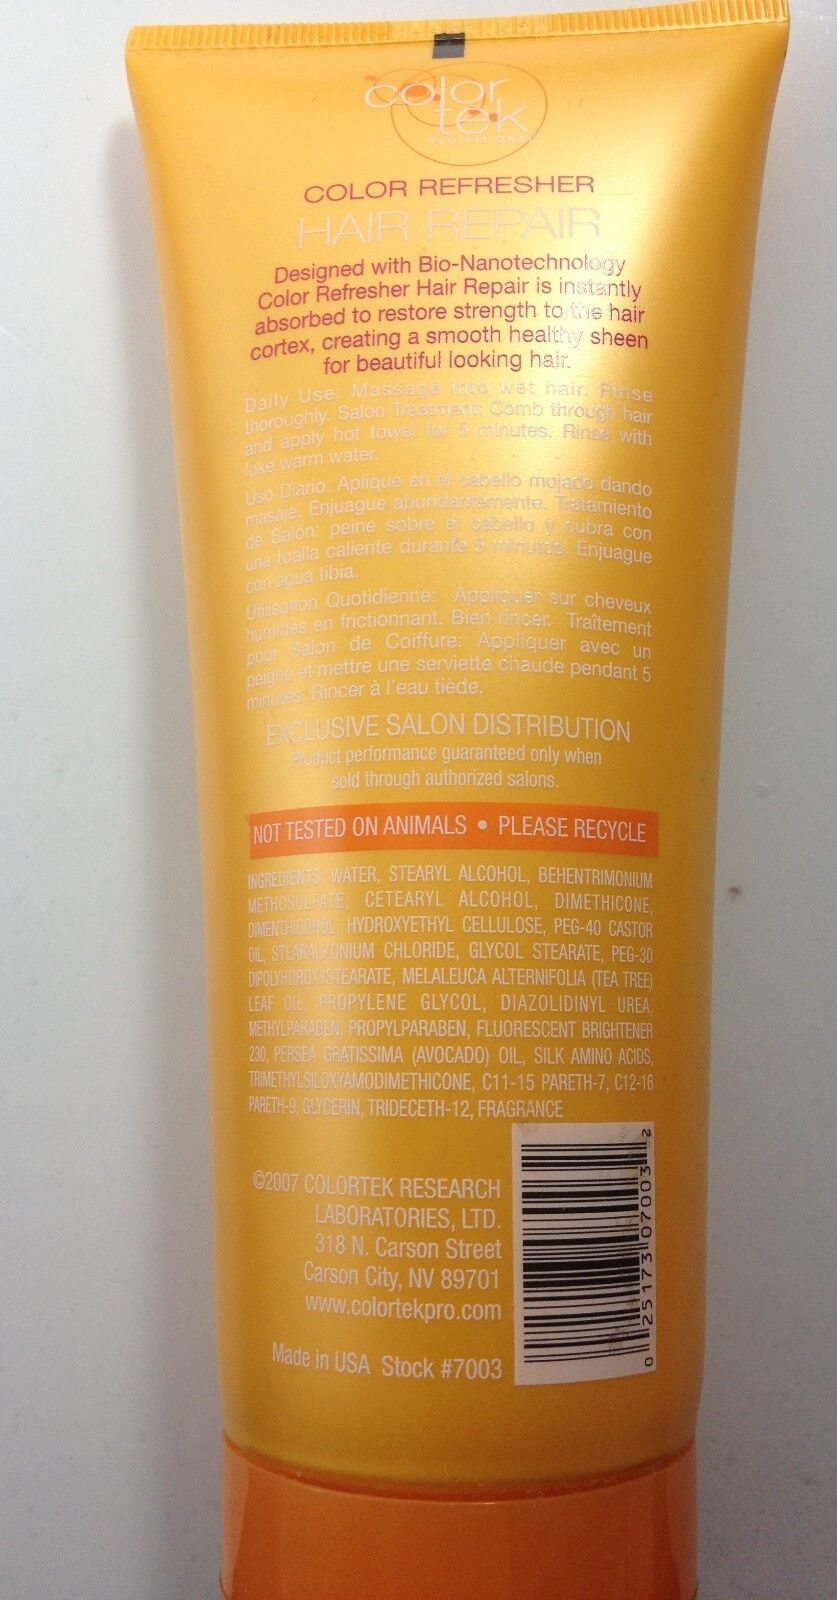 color
tek
PROFESSIONAL
COLOR REFRESHER
HAIR REPAIR
Designed with Bio-Nanotechnology
Color Refresher Hair Repair is instantly
absorbed to restore strength to the hair
cortex, creating a smooth healthy sheen
for beautiful looking hair.
Daily Use: Massage into wet hair. Rinse
thoroughly. Salon Treatment: Comb through hair
and apply hot towel for 5 minutes. Rinse with
luke warm water.
Uso Diario: Aplique en el cabello mojado dando
masaje. Enjuague abundantemente. Tratamiento
de Salón: peine sobre el cabello y cubra con
una toalla caliente durante 5 minutos. Enjuague
con agua tibia.
Utilisation Quotidienne: Appliquer sur cheveux
humides en frictionnant. Bien rincer. Traîtement
pour Salon de Coiffure: Appliquer avec un
peigne et mettre une serviette chaude pendant 5
minutes. Rincer à l'eau tiède.
EXCLUSIVE SALON DISTRIBUTION
Product performance guaranteed only when
sold through authorized salons.
NOT TESTED ON ANIMALS • PLEASE RECYCLE
INGREDIENTS: WATER, STEARYL ALCOHOL, BEHENTRIMONIUM
METHOSULFATE, CETEARYL ALCOHOL, DIMETHICONE,
DIMENTHICONOL, HYDROXYETHYL CELLULOSE, PEG-40 CASTOR
OIL, STEARALKONIUM CHLORIDE, GLYCOL STEARATE, PEG-30
DIPOLYHDROXYSTEARATE, MELALEUCA ALTERNIFOLIA (TEA TREE)
LEAF OIL, PROPYLENE GLYCOL, DIAZOLIDINYL UREA,
METHYLPARABEN, PROPYLPARABEN, FLUORESCENT BRIGHTENER
230, PERSEA GRATISSIMA (AVOCADO) OIL, SILK AMINO ACIDS,
TRIMETHYLSILOXYAMODIMETHICONE, C11-15 PARETH-7, C12-16
PARETH-9, GLYCERIN, TRIDECETH-12, FRAGRANCE
©2007 COLORTEK RESEARCH
LABORATORIES, LTD.
318 N. Carson Street
Carson City, NV 89701
www.colortekpro.com
Made in USA Stock #7003
0 25173 07003 2